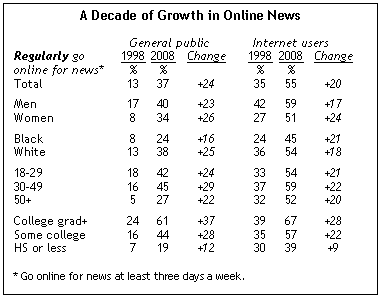 A Decade of Growth in Online News
General public Internet users
Regularly go 1998 2008 Change 1998 2008 Change
online for news* % % % %
Total 13 37 +24 35 55 +20
Men 17 40 +23 42 59 +17
Women 8 34 +26 27 51 +24
Black 8 24 +16 24 45 +21
White 13 38 +25 36 54 +18
18-29 18 42 +24 33 54 +21
30-49 16 45 +29 37 59 +22
50+ 5 27 +22 32 52 +20
College grad+ 24 61 +37 39 67 +28
Some college 16 44 +28 35 57 +22
HS or less 7 19 +12 30 39 +9
* Go online for news at least three days a week.